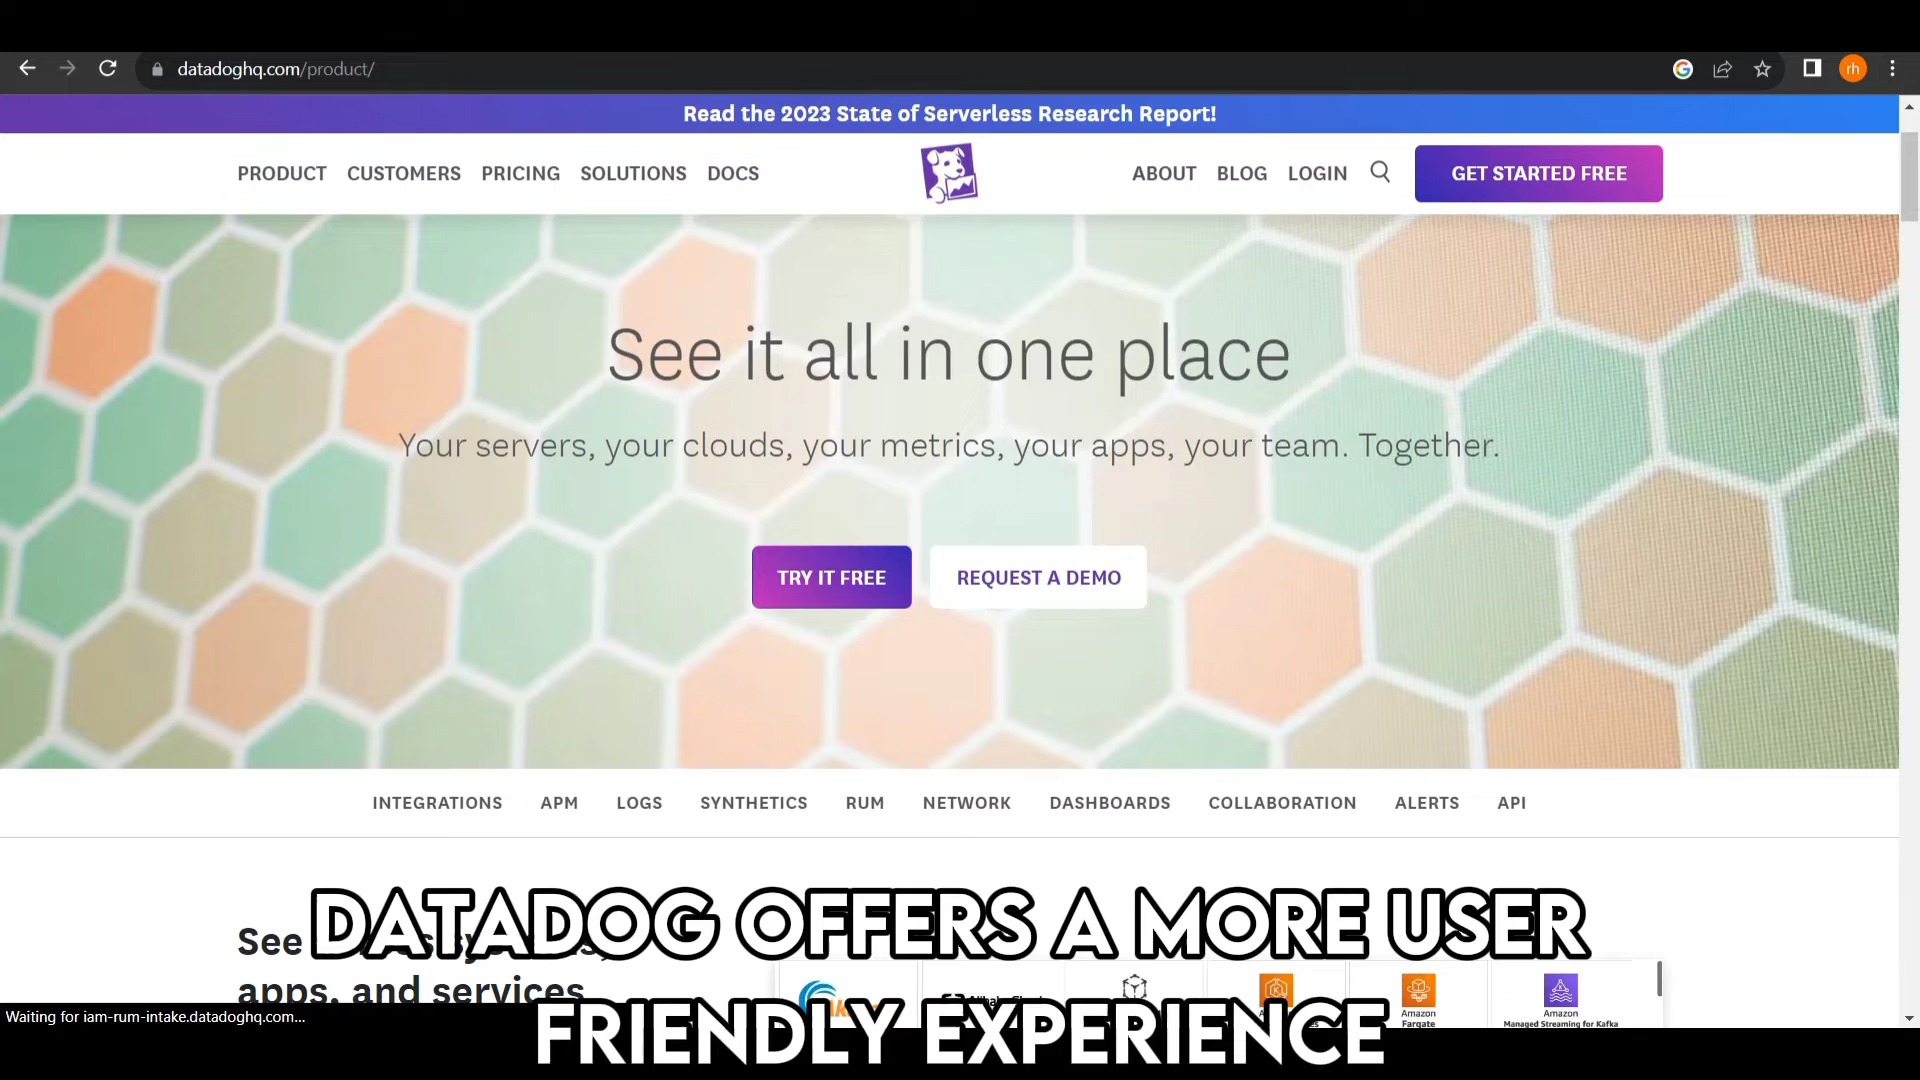 datadoghq.com/product/
rh
Read the 2023 State of Serverless Research Report!
PRODUCT CUSTOMERS PRICING SOLUTIONS DOCS
ABOUT BLOG LOGIN GET STARTED FREE
See it all in one place
Your servers, your clouds, your metrics, your apps, your team. Together.
TRY IT FREE REQUEST A DEMO
INTEGRATIONS APM LOGS SYNTHETICS RUM NETWORK DASHBOARDS COLLABORATION ALERTS API
See
apps, and services
Amazon
Fargate
Amazon
Managed Streaming for Kafka
Waiting for iam-rum-intake.datadoghq.com...
DATADOG OFFERS A MORE USER
FRIENDLY EXPERIENCE